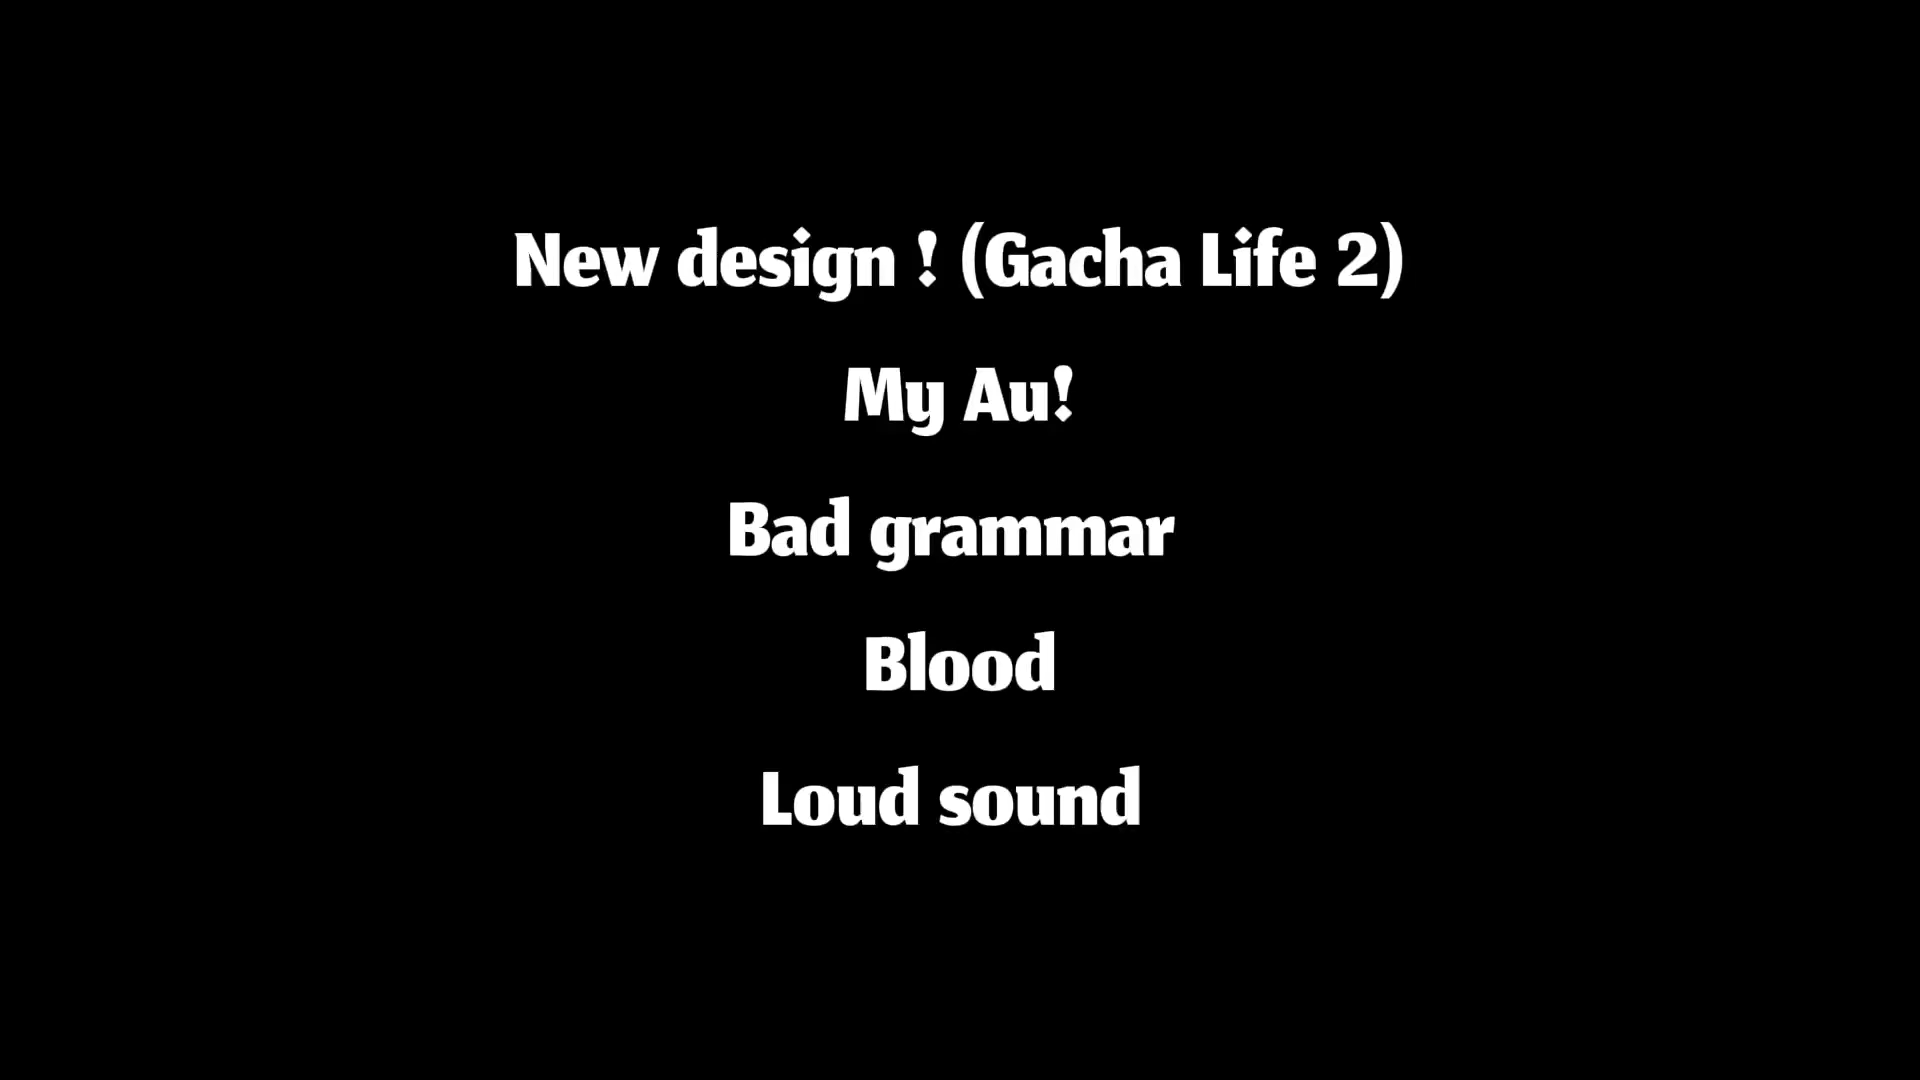 New design ! (Gacha Life 2)
My Au!
Bad grammar
Blood
Loud sound